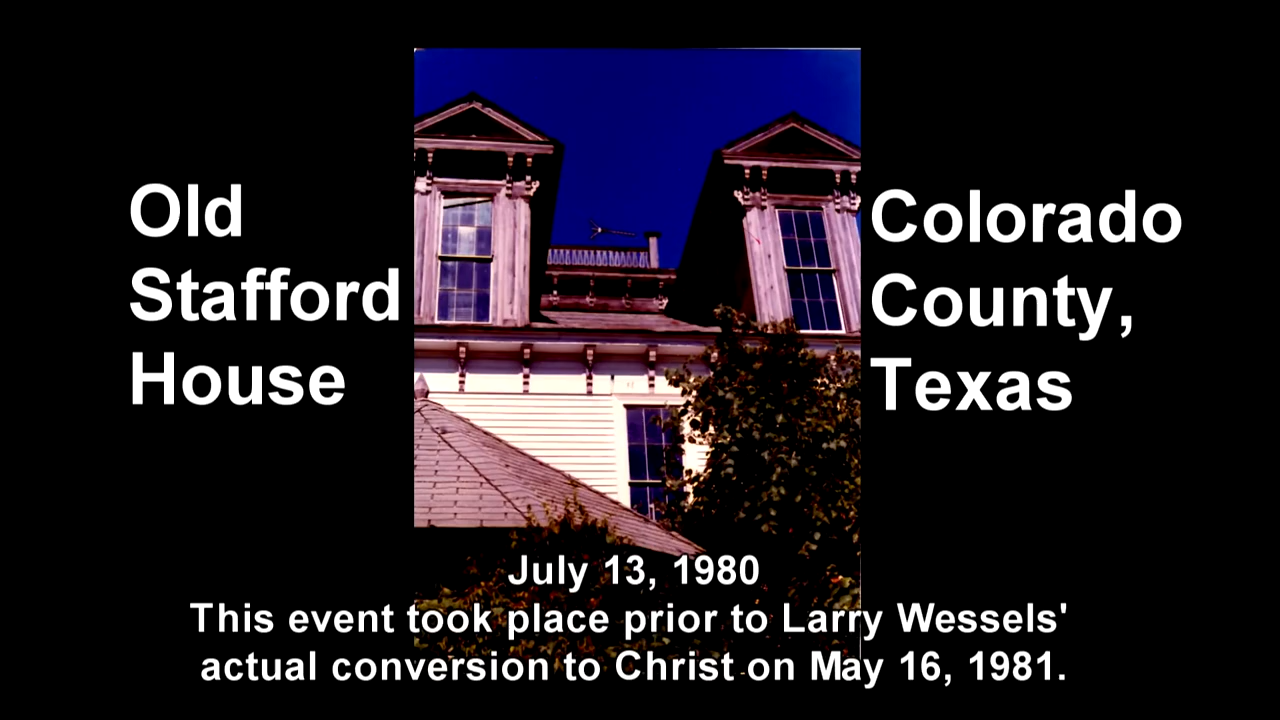 Old
Stafford
House
Colorado
County,
Texas
July 13, 1980
This event took place prior to Larry Wessels'
actual conversion to Christ on May 16, 1981.